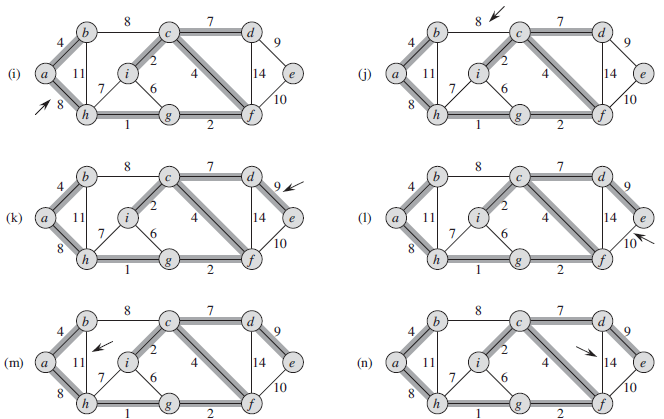 (i) a b c d e f g h i 4 8 7 9 8 11 7 2 6 4 14 10 1 2
(j) a b c d e f g h i 4 8 7 9 8 11 7 2 6 4 14 10 1 2
(k) a b c d e f g h i 4 8 7 9 8 11 7 2 6 4 14 10 1 2
(l) a b c d e f g h i 4 8 7 9 8 11 7 2 6 4 14 10 1 2
(m) a b c d e f g h i 4 8 7 9 8 11 7 2 6 4 14 10 1 2
(n) a b c d e f g h i 4 8 7 9 8 11 7 2 6 4 14 10 1 2